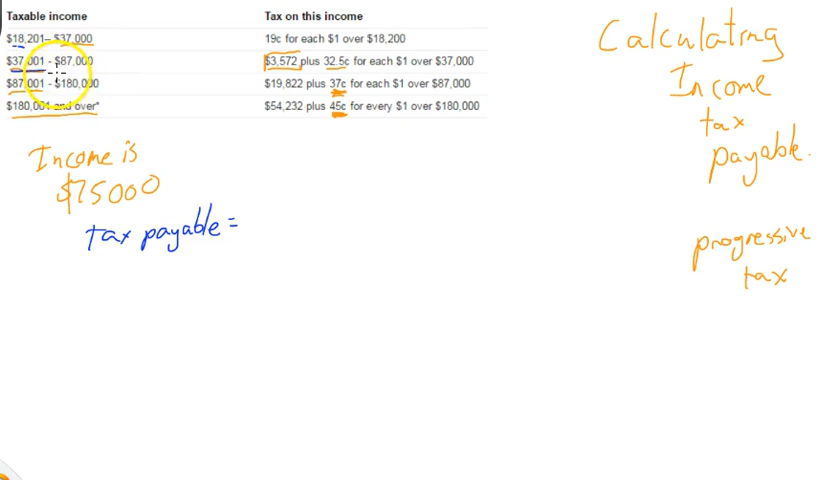 Taxable income Tax on this income
$18,201– $37,000 19c for each $1 over $18,200
$37,001 - $87,000 $3,572 plus 32.5c for each $1 over $37,000
$87,001 - $180,000 $19,822 plus 37c for each $1 over $87,000
$180,001 and over* $54,232 plus 45c for every $1 over $180,000
Calculating
Income
tax
payable.
Income is
$75000
tax payable =
progressive
tax